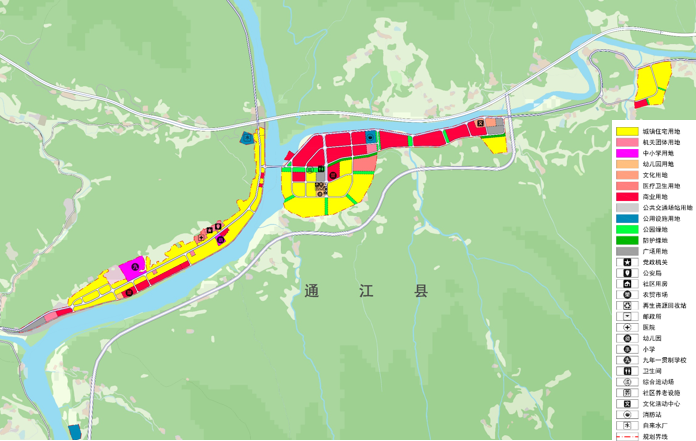 通江县
城镇住宅用地
机关团体用地
中小学用地
幼儿园用地
文化用地
医疗卫生用地
商业用地
公共交通场站用地
公用设施用地
公园绿地
防护绿地
广场用地
党政机关
公安局
社区用房
农贸市场
再生资源回收站
邮政所
医院
幼儿园
小学
九年一贯制学校
卫生间
综合运动场
社区养老设施
文化活动中心
消防站
自来水厂
规划界线